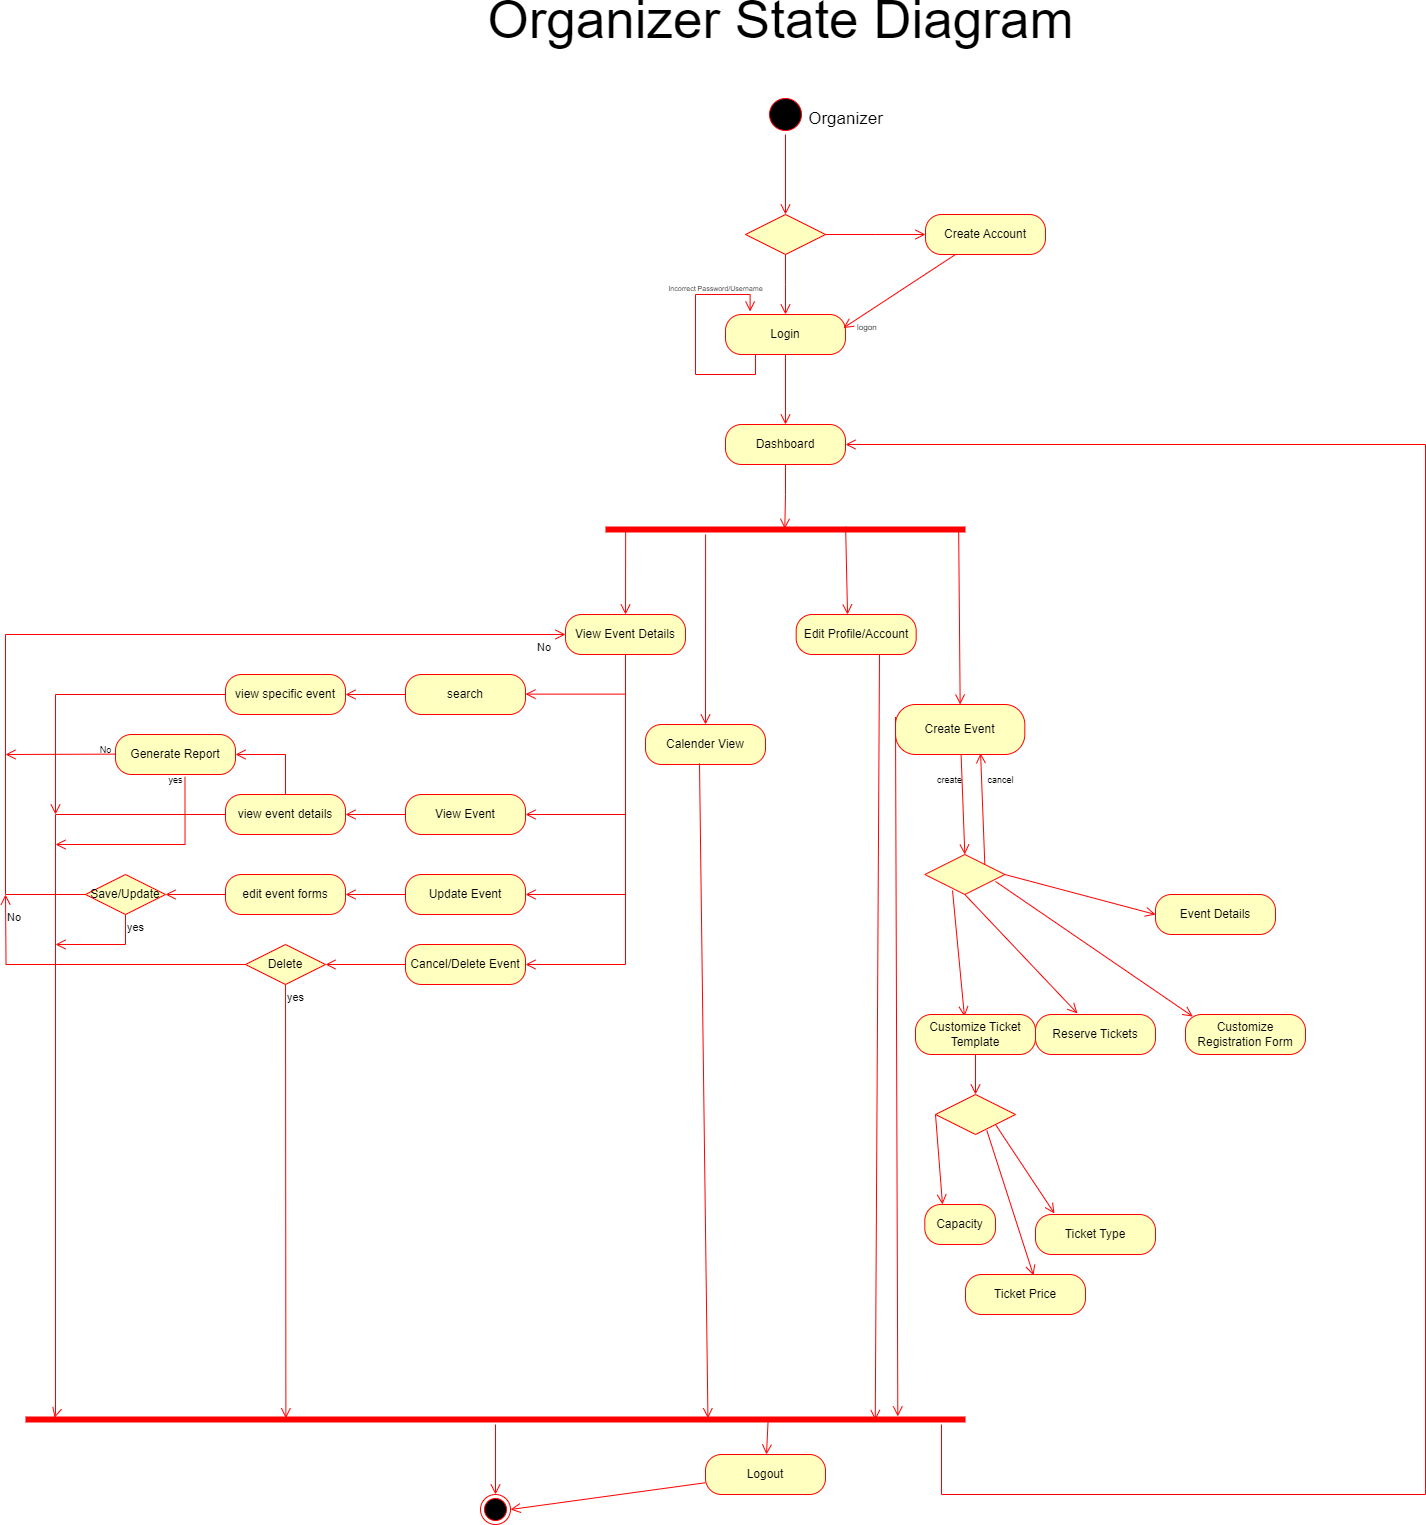 Organizer State Diagram
Organizer
Create Account
Incorrect Password/Username
logon
Login
Dashboard
View Event Details
Edit Profile/Account
No
view specific event
search
Create Event
Calender View
No
Generate Report
yes
create
cancel
view event details
View Event
Save/Update
edit event forms
Update Event
Event Details
No
yes
Delete
Cancel/Delete Event
yes
Customize Ticket
Template
Reserve Tickets
Customize
Registration Form
Capacity
Ticket Type
Ticket Price
Logout